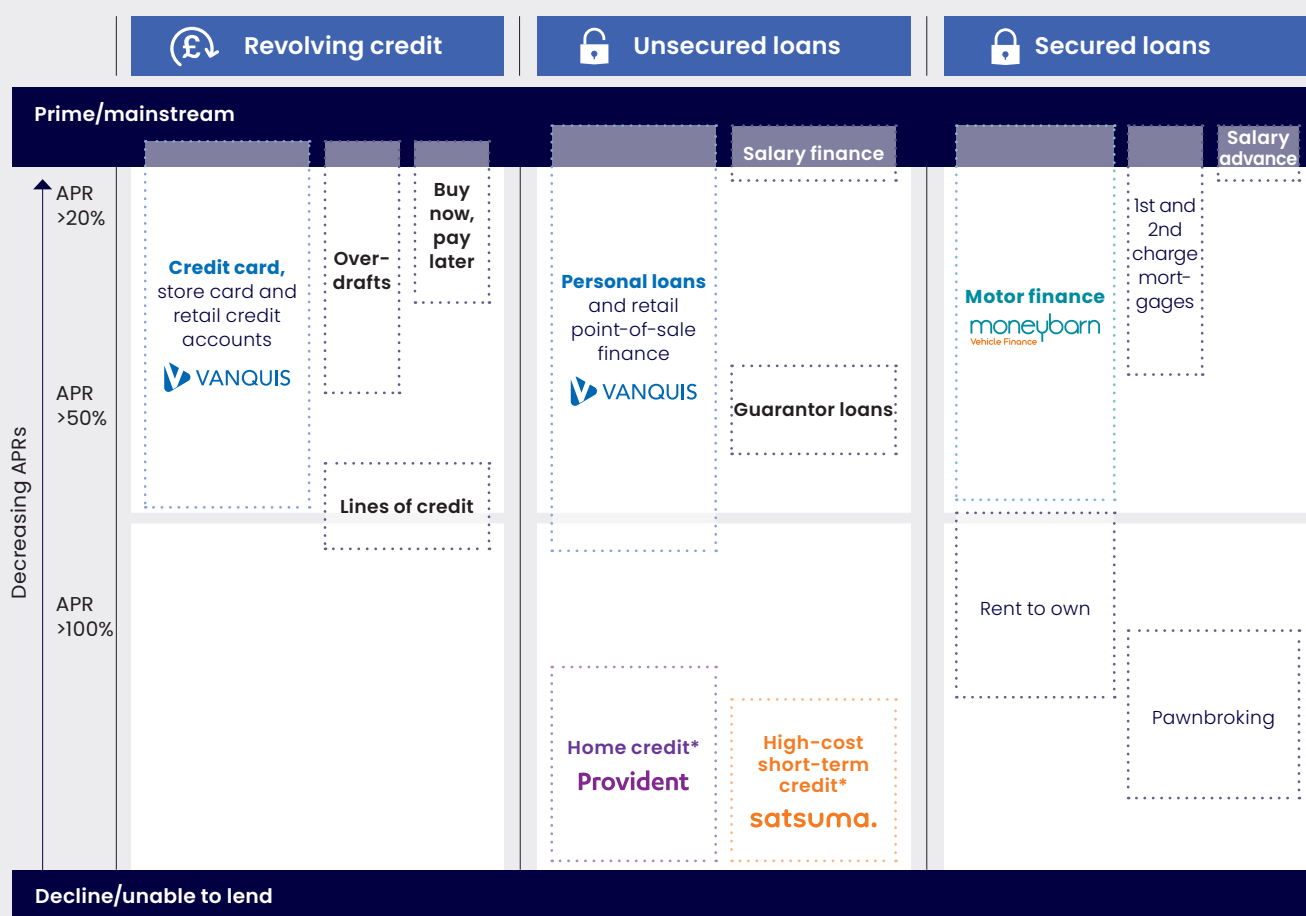 Revolving credit
Unsecured loans
Secured loans
Prime/mainstream
Decreasing APRs
APR
>20%
APR
>50%
APR
>100%
Credit card,
store card and
retail credit
accounts
VANQUIS
Over-
drafts
Buy
now,
pay
later
Lines of credit
Personal loans
and retail
point-of-sale
finance
VANQUIS
Salary finance
Guarantor loans
Home credit*
Provident
High-cost
short-term
credit*
satsuma.
Motor finance
moneybarn
Vehicle Finance
1st and
2nd
charge
mort-
gages
Salary
advance
Rent to own
Pawnbroking
Decline/unable to lend